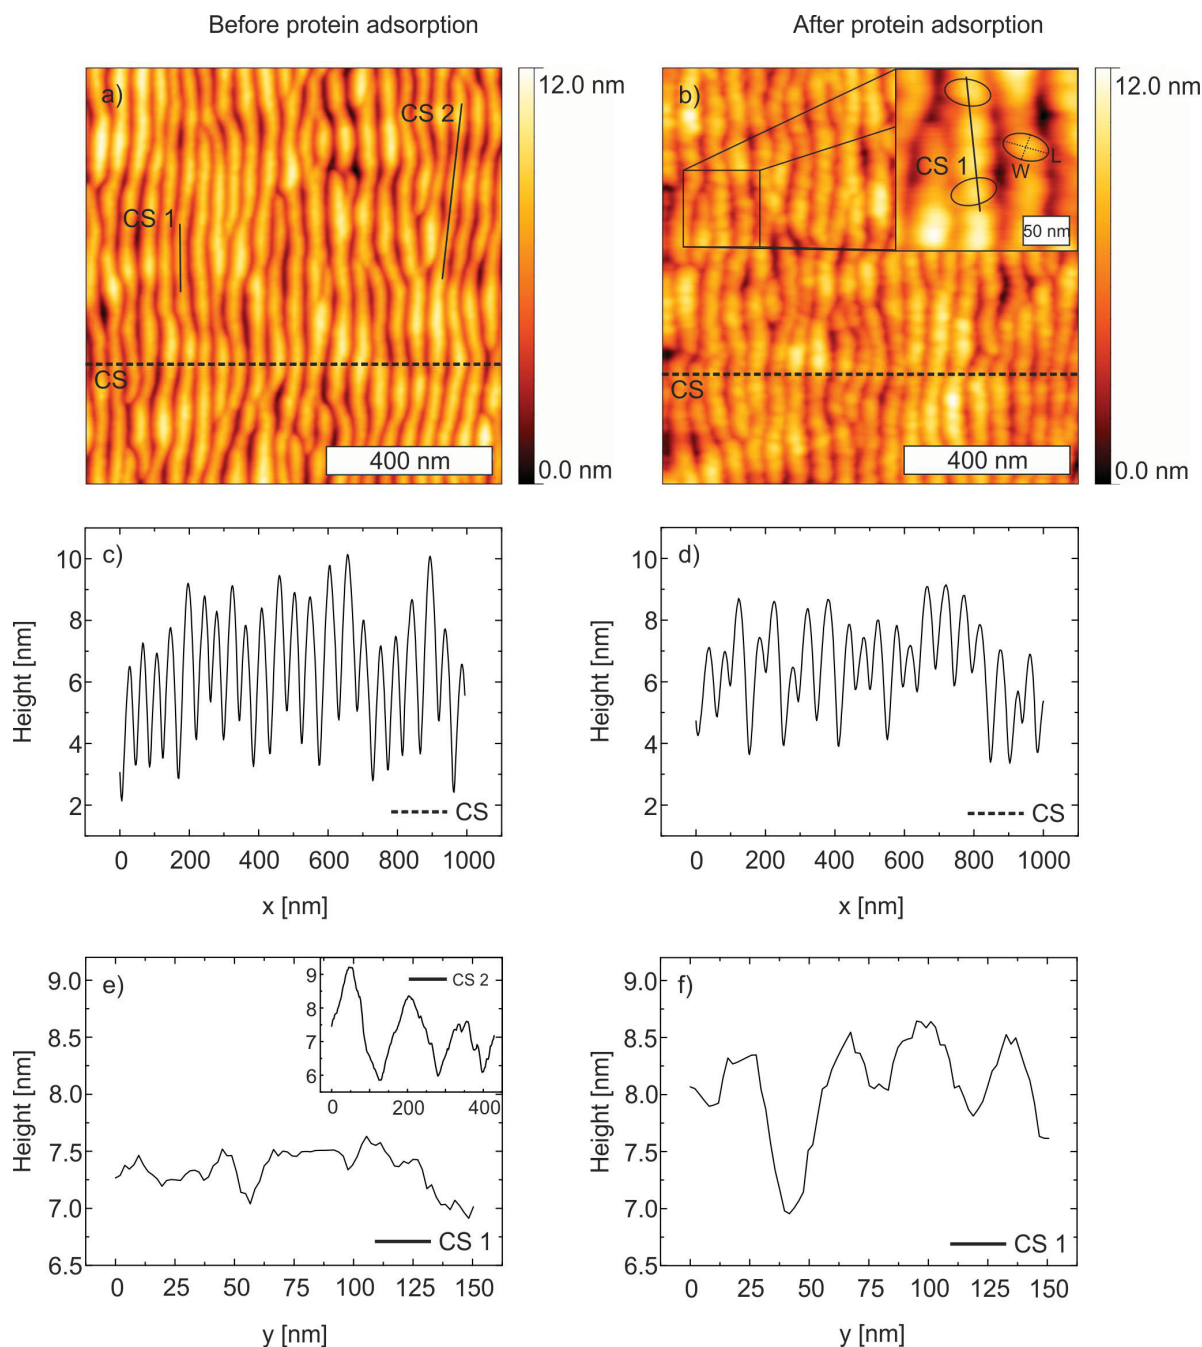 Before protein adsorption
After protein adsorption
a)
CS 2
CS 1
CS
400 nm
12.0 nm
0.0 nm
b)
CS 1
W
L
50 nm
CS
400 nm
12.0 nm
0.0 nm
c)
10
8
6
4
2
Height [nm]
CS
0 200 400 600 800 1000
x [nm]
d)
10
8
6
4
2
Height [nm]
CS
0 200 400 600 800 1000
x [nm]
e)
9.0
8.5
8.0
7.5
7.0
6.5
Height [nm]
CS 2
9
8
7
6
0 200 400
CS 1
0 25 50 75 100 125 150
y [nm]
f)
9.0
8.5
8.0
7.5
7.0
6.5
Height [nm]
CS 1
0 25 50 75 100 125 150
y [nm]